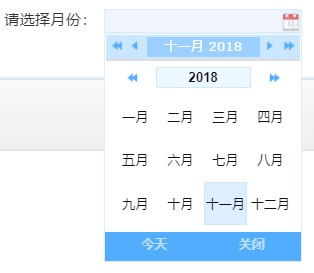 请选择月份：
十一月 2018
2018
一月 二月 三月 四月
五月 六月 七月 八月
九月 十月 十一月 十二月
今天 关闭